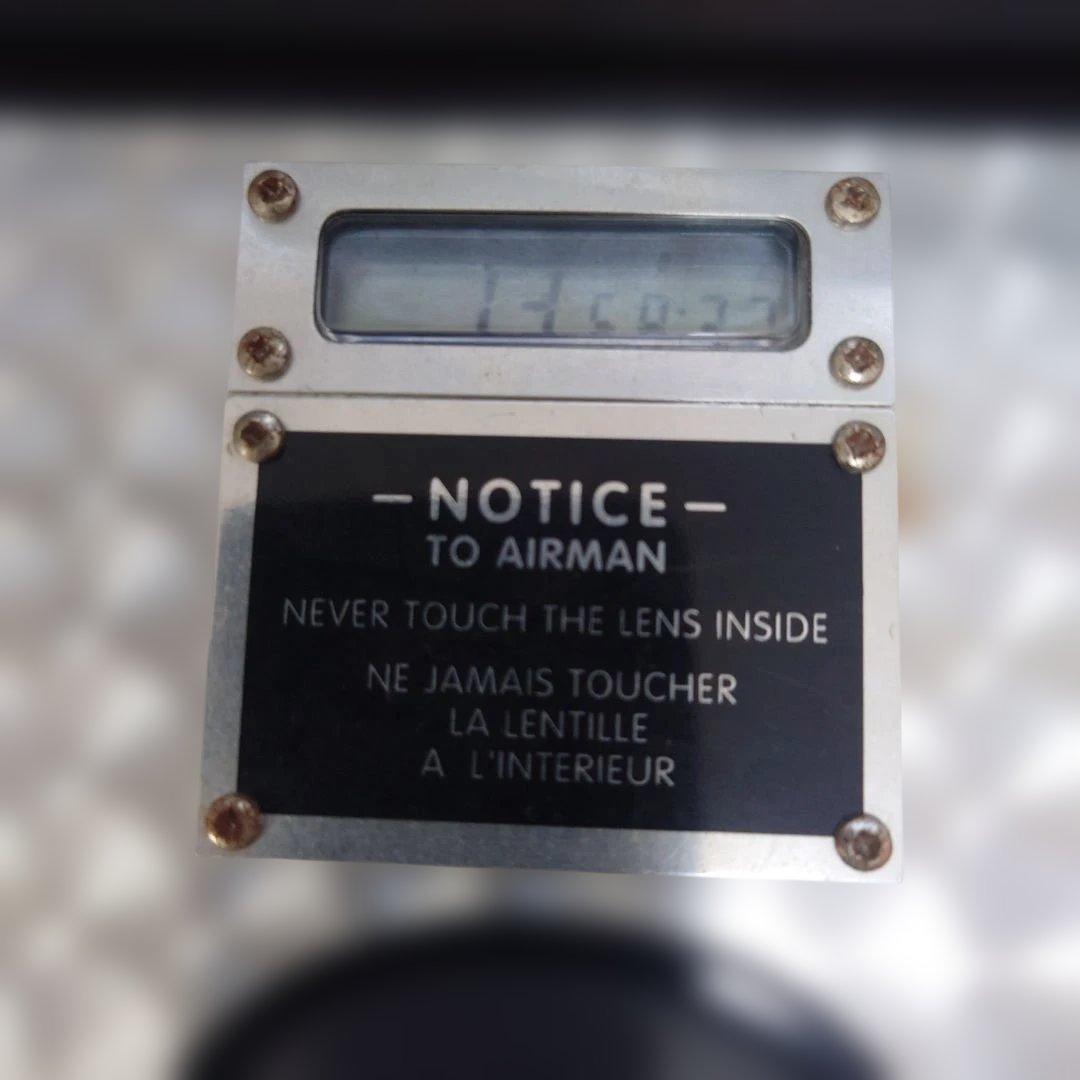 — NOTICE —
TO AIRMAN
NEVER TOUCH THE LENS INSIDE
NE JAMAIS TOUCHER
LA LENTILLE
A L'INTERIEUR